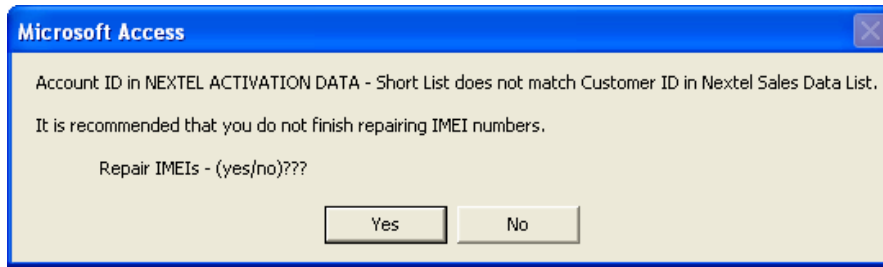 Microsoft Access
Account ID in NEXTEL ACTIVATION DATA - Short List does not match Customer ID in Nextel Sales Data List.
It is recommended that you do not finish repairing IMEI numbers.
Repair IMEIs - (yes/no)???
Yes No